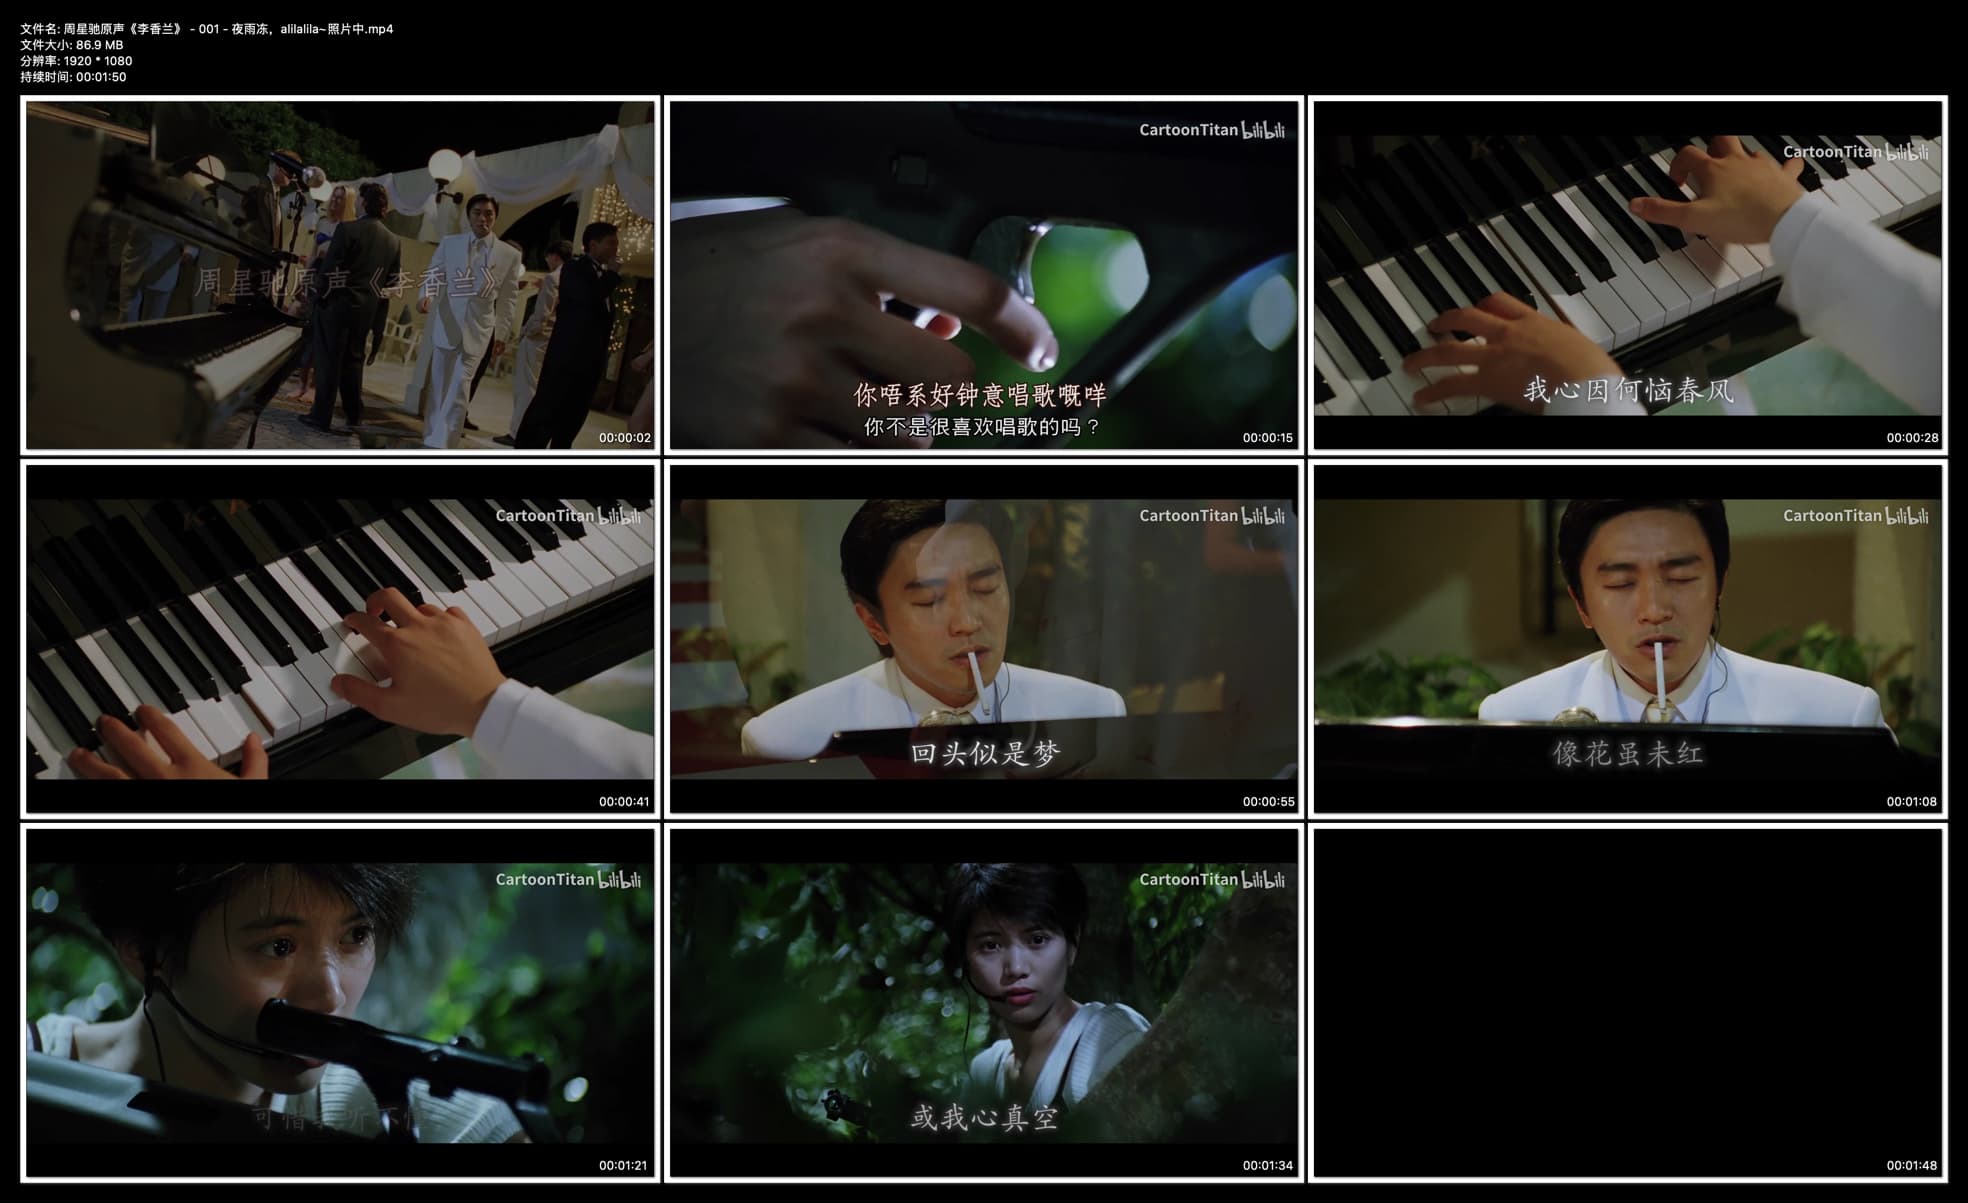 文件名: 周星驰原声《李香兰》 - 001 - 夜雨冻，alilalila~照片中.mp4
文件大小: 86.9 MB
分辨率: 1920 * 1080
持续时间: 00:01:50
周星驰原声《李香兰》
00:00:02
CartoonTitan bilibili
你唔系好钟意唱歌嘅咩
你不是很喜欢唱歌的吗？
00:00:15
CartoonTitan bilibili
我心因何恼春风
00:00:28
CartoonTitan bilibili
00:00:41
CartoonTitan bilibili
回头似是梦
00:00:55
CartoonTitan bilibili
像花虽未红
00:01:08
CartoonTitan bilibili
可惜 听不懂
00:01:21
CartoonTitan bilibili
或我心真空
00:01:34
00:01:48